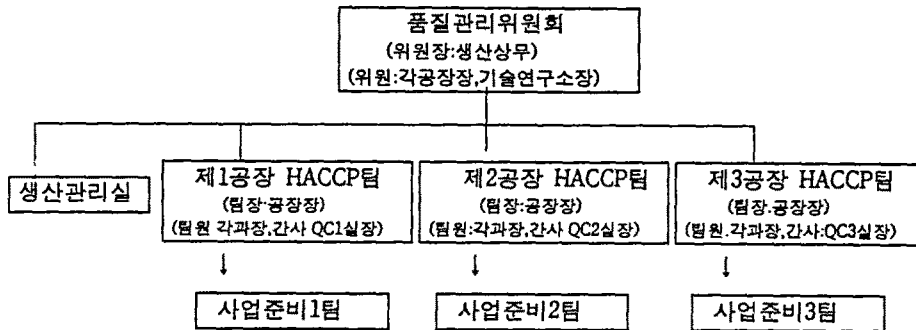 품질관리위원회
(위원장:생산상무)
(위원:각공장장,기술연구소장)
생산관리실
제1공장 HACCP팀
(팀장·공장장)
(팀원 각과장,간사 QC1실장)
제2공장 HACCP팀
(팀장:공장장)
(팀원:각과장,간사 QC2실장)
제3공장 HACCP팀
(팀장.공장장)
(팀원.각과장,간사:QC3실장)
사업준비1팀
사업준비2팀
사업준비3팀